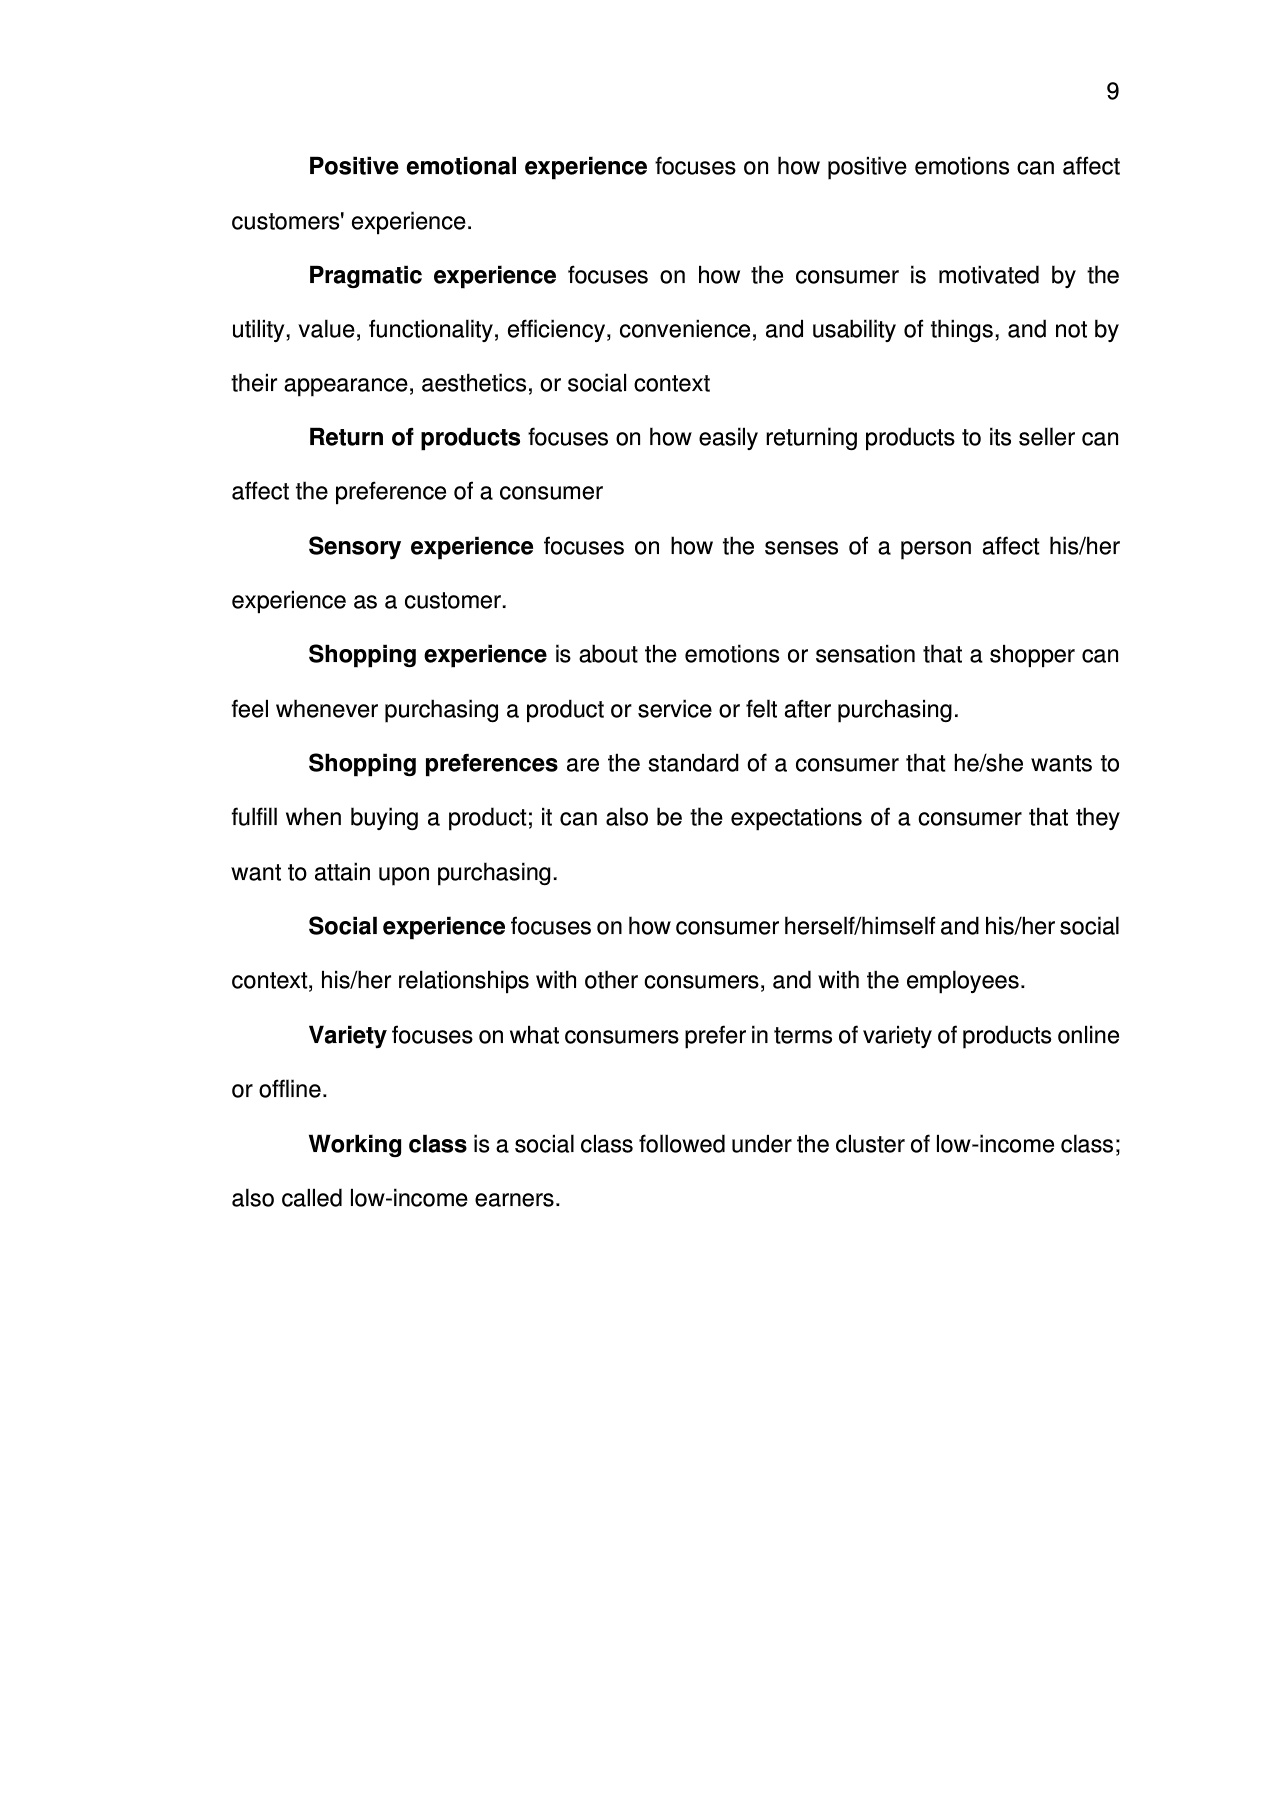 9
Positive emotional experience focuses on how positive emotions can affect
customers' experience.
Pragmatic experience focuses on how the consumer is motivated by the
utility, value, functionality, efficiency, convenience, and usability of things, and not by
their appearance, aesthetics, or social context
Return of products focuses on how easily returning products to its seller can
affect the preference of a consumer
Sensory experience focuses on how the senses of a person affect his/her
experience as a customer.
Shopping experience is about the emotions or sensation that a shopper can
feel whenever purchasing a product or service or felt after purchasing.
Shopping preferences are the standard of a consumer that he/she wants to
fulfill when buying a product; it can also be the expectations of a consumer that they
want to attain upon purchasing.
Social experience focuses on how consumer herself/himself and his/her social
context, his/her relationships with other consumers, and with the employees.
Variety focuses on what consumers prefer in terms of variety of products online
or offline.
Working class is a social class followed under the cluster of low-income class;
also called low-income earners.